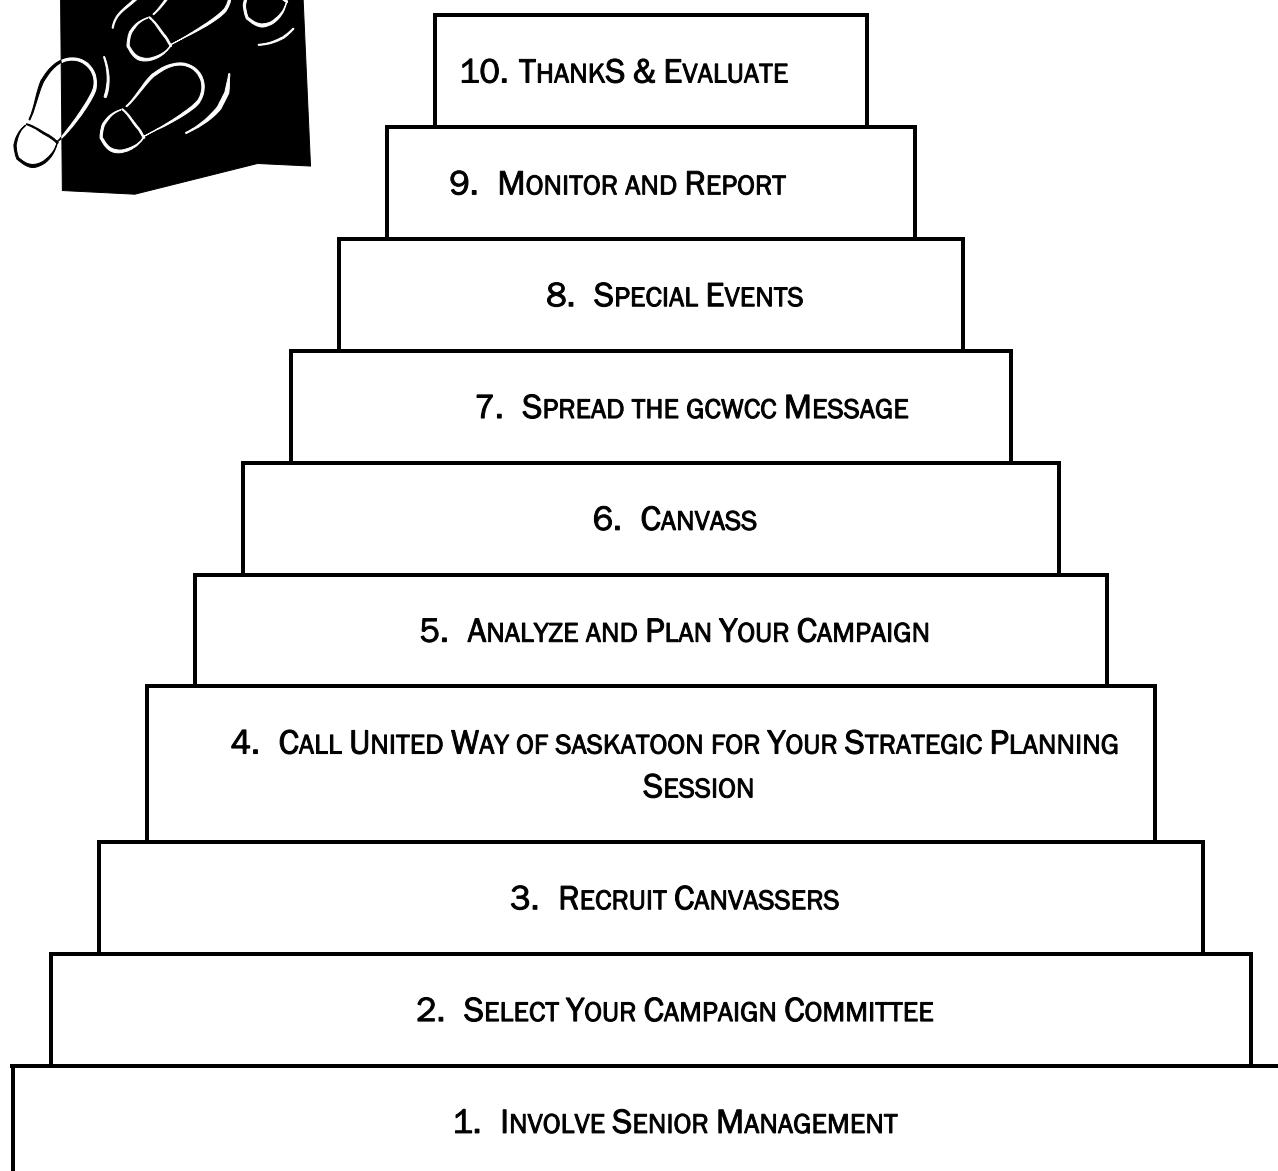 10. THANKS & EVALUATE
9. MONITOR AND REPORT
8. SPECIAL EVENTS
7. SPREAD THE GCWCC MESSAGE
6. CANVASS
5. ANALYZE AND PLAN YOUR CAMPAIGN
4. CALL UNITED WAY OF SASKATOON FOR YOUR STRATEGIC PLANNING
SESSION
3. RECRUIT CANVASSERS
2. SELECT YOUR CAMPAIGN COMMITTEE
1. INVOLVE SENIOR MANAGEMENT